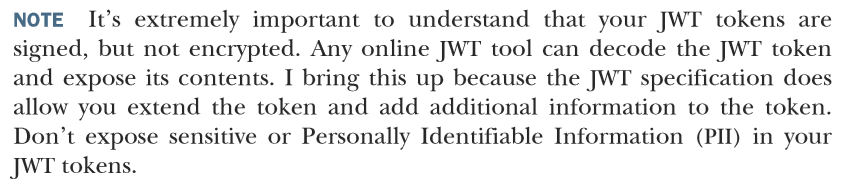 NOTE It’s extremely important to understand that your JWT tokens are
signed, but not encrypted. Any online JWT tool can decode the JWT token
and expose its contents. I bring this up because the JWT specification does
allow you extend the token and add additional information to the token.
Don’t expose sensitive or Personally Identifiable Information (PII) in your
JWT tokens.